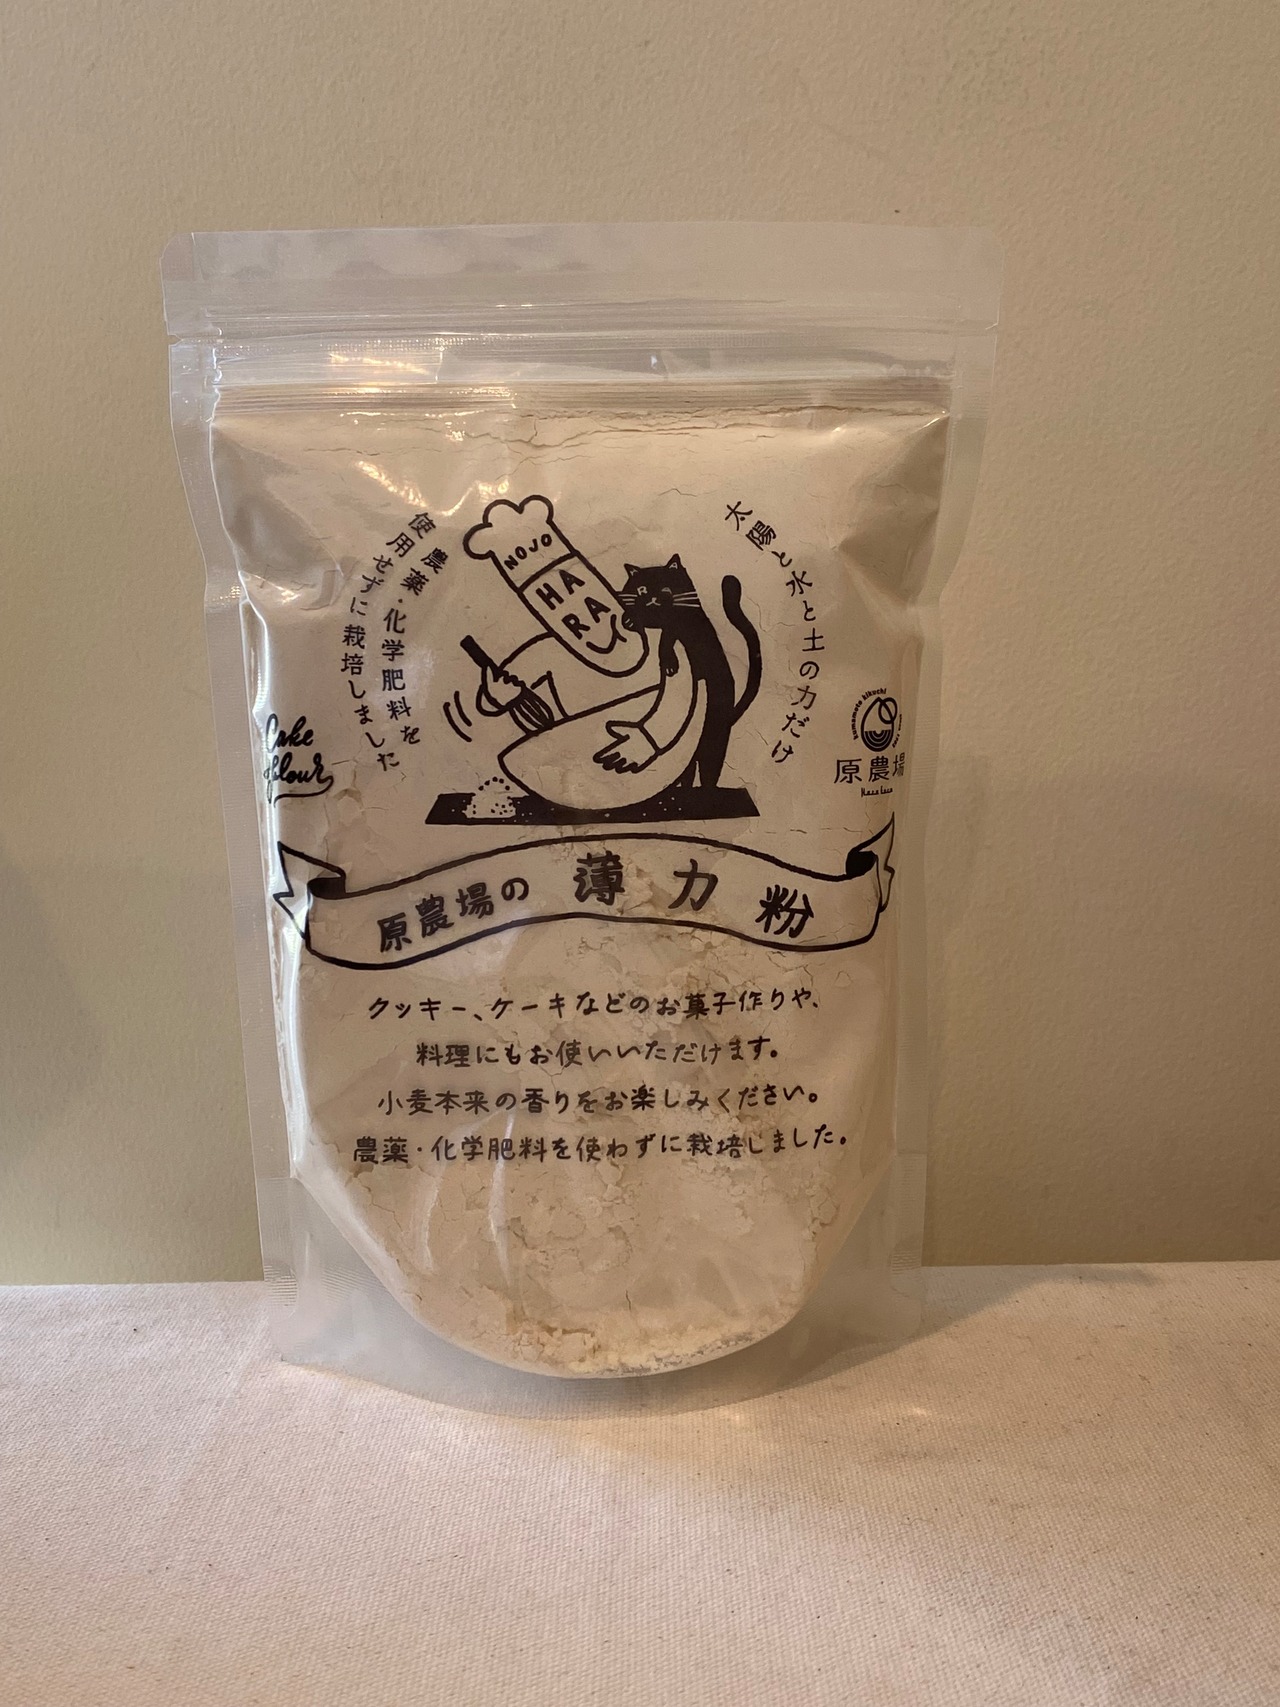 太陽と水と土の力だけ
農薬・化学肥料を
使用せずに栽培しました
NOJO
HA
RA
Cake
flour
kumamoto kikuchi
原農場
原農場の 薄力粉
クッキー、ケーキなどのお菓子作りや、
料理にもお使いいただけます。
小麦本来の香りをお楽しみください。
農薬・化学肥料を使わずに栽培しました。